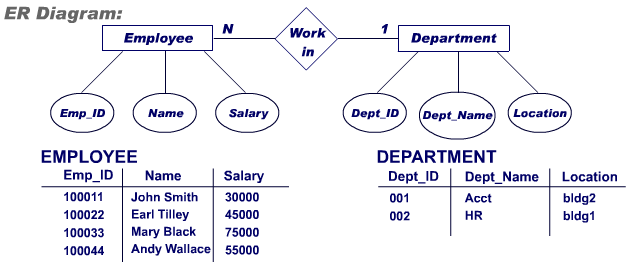 ER Diagram:
Employee N Work in 1 Department
Emp_ID Name Salary Dept_ID Dept_Name Location
EMPLOYEE
Emp_ID Name Salary
100011 John Smith 30000
100022 Earl Tilley 45000
100033 Mary Black 75000
100044 Andy Wallace 55000
DEPARTMENT
Dept_ID Dept_Name Location
001 Acct bldg2
002 HR bldg1